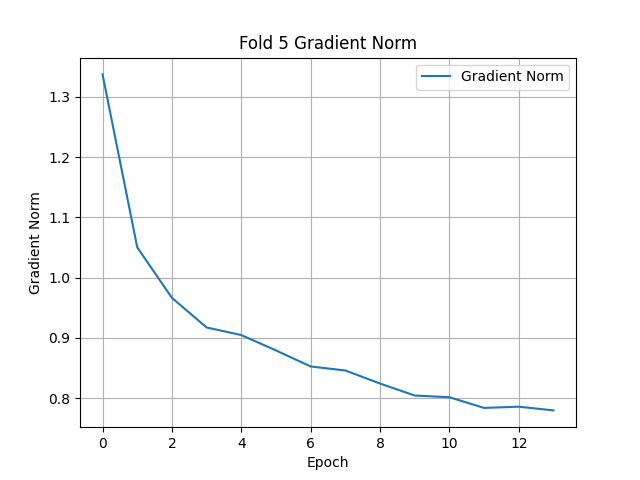 Fold 5 Gradient Norm
Gradient Norm
1.3
1.2
1.1
1.0
0.9
0.8
Gradient Norm
0 2 4 6 8 10 12
Epoch